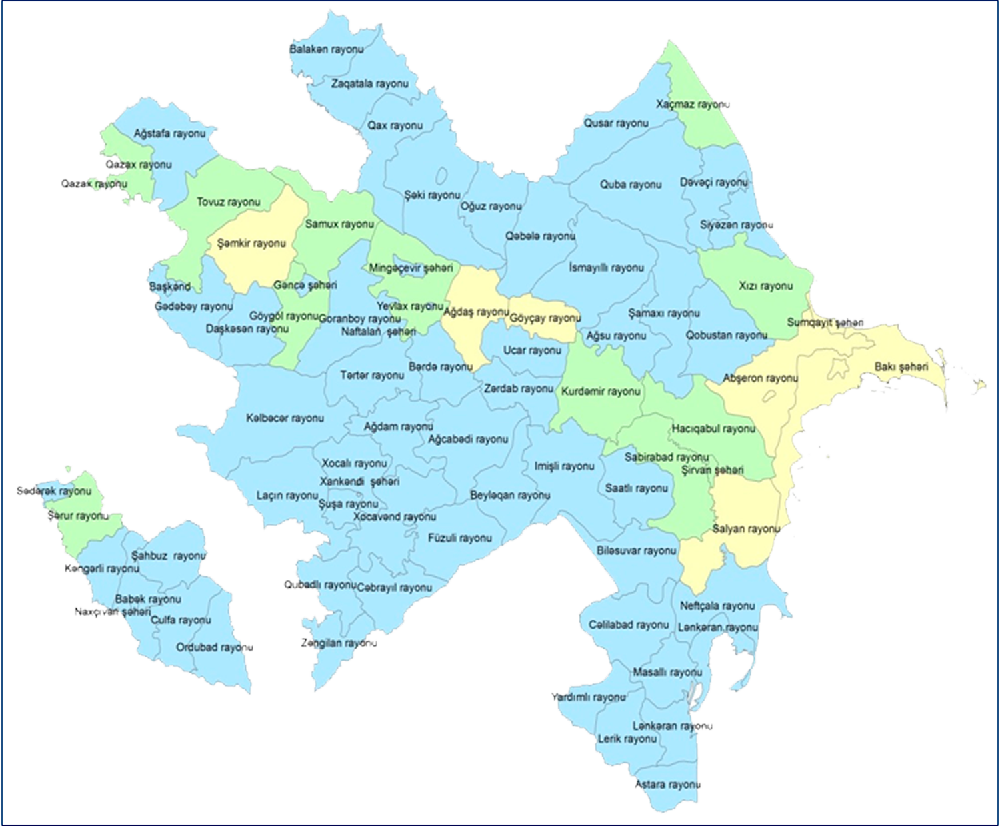 Balakən rayonu
Zaqatala rayonu
Xaçmaz rayonu
Qusar rayonu
Qax rayonu
Ağstafa rayonu
Qazax rayonu
Qazax rayonu
Quba rayonu
Dəvəçi rayonu
Şəki rayonu
Tovuz rayonu
Oğuz rayonu
Samux rayonu
Siyəzən rayonu
Qəbələ rayonu
Şəmkir rayonu
Mingəçevir şəhəri
İsmayıllı rayonu
Başkənd
Gəncə şəhəri
Xızı rayonu
Gədəbəy rayonu
Yevlax rayonu
Ağdaş rayonu
Şamaxı rayonu
Göygöl rayonu
Goranboy rayonu
Göyçay rayonu
Sumqayit şəhəri
Daşkəsən rayonu
Naftalan şəhəri
Ağsu rayonu
Qobustan rayonu
Ucar rayonu
Bərdə rayonu
Bakı şəhəri
Tərtər rayonu
Abşeron rayonu
Zərdab rayonu
Kurdəmir rayonu
Kəlbəcər rayonu
Ağdam rayonu
Hacıqabul rayonu
Ağcabədi rayonu
Sabirabad rayonu
Xocalı rayonu
Imişli rayonu
Şirvan şəhəri
Xankəndi şəhəri
Saatlı rayonu
Sədərək rayonu
Laçın rayonu
Beyləqan rayonu
Şuşa rayonu
Şərur rayonu
Xocavənd rayonu
Salyan rayonu
Füzuli rayonu
Biləsuvar rayonu
Şahbuz rayonu
Kəngərli rayonu
Qubadlı rayonu
Cəbrayıl rayonu
Babək rayonu
Neftçala rayonu
Naxçıvan şəhəri
Culfa rayonu
Cəlilabad rayonu
Lənkəran rayonu
Zəngilan rayonu
Ordubad rayonu
Masallı rayonu
Yardımlı rayonu
Lənkəran rayonu
Lerik rayonu
Astara rayonu